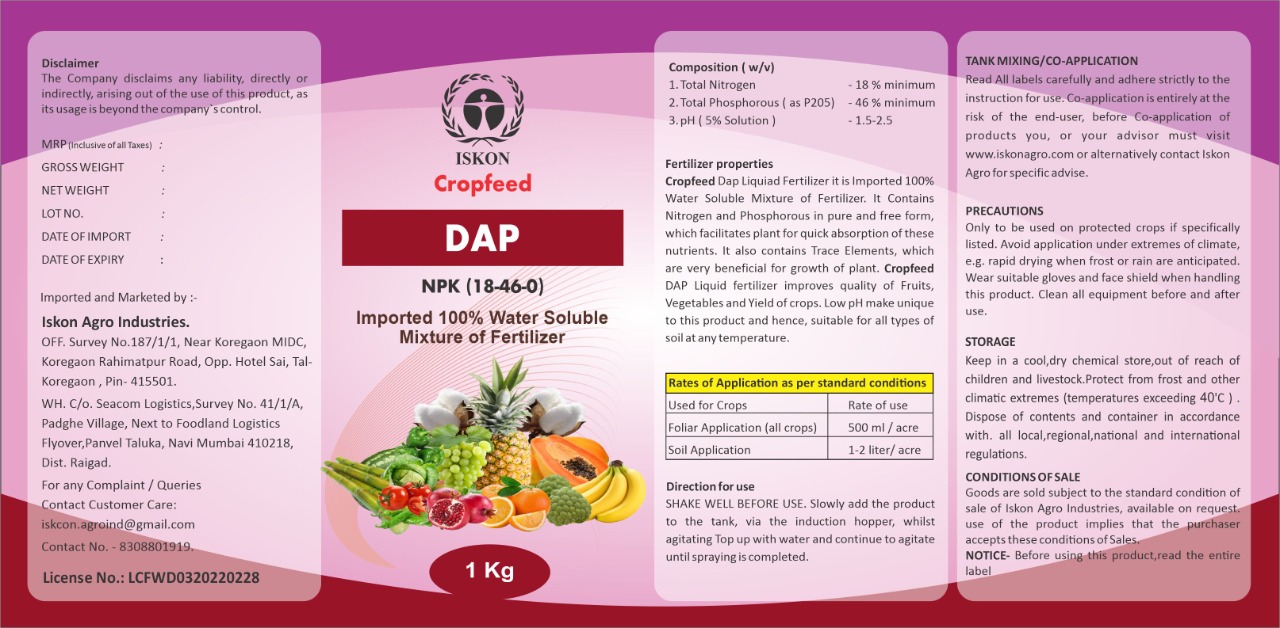 Disclaimer
The Company disclaims any liability, directly or
indirectly, arising out of the use of this product, as
its usage is beyond the company`s control.
MRP (Inclusive of all Taxes) :
GROSS WEIGHT :
NET WEIGHT :
LOT NO. :
DATE OF IMPORT :
DATE OF EXPIRY :
Imported and Marketed by :-
Iskon Agro Industries.
OFF. Survey No.187/1/1, Near Koregaon MIDC,
Koregaon Rahimatpur Road, Opp. Hotel Sai, Tal-
Koregaon , Pin- 415501.
WH. C/o. Seacom Logistics,Survey No. 41/1/A,
Padghe Village, Next to Foodland Logistics
Flyover,Panvel Taluka, Navi Mumbai 410218,
Dist. Raigad.
For any Complaint / Queries
Contact Customer Care:
iskcon.agroind@gmail.com
Contact No. - 8308801919.
License No.: LCFWD0320220228
ISKON
Cropfeed
DAP
NPK (18-46-0)
Imported 100% Water Soluble
Mixture of Fertilizer
1 Kg
Composition ( w/v)
1. Total Nitrogen - 18 % minimum
2. Total Phosphorous ( as P205) - 46 % minimum
3. pH ( 5% Solution ) - 1.5-2.5
Fertilizer properties
Cropfeed Dap Liquiad Fertilizer it is Imported 100%
Water Soluble Mixture of Fertilizer. It Contains
Nitrogen and Phosphorous in pure and free form,
which facilitates plant for quick absorption of these
nutrients. It also contains Trace Elements, which
are very beneficial for growth of plant. Cropfeed
DAP Liquid fertilizer improves quality of Fruits,
Vegetables and Yield of crops. Low pH make unique
to this product and hence, suitable for all types of
soil at any temperature.
Rates of Application as per standard conditions
Used for Crops Rate of use
Foliar Application (all crops) 500 ml / acre
Soil Application 1-2 liter/ acre
Direction for use
SHAKE WELL BEFORE USE. Slowly add the product
to the tank, via the induction hopper, whilst
agitating Top up with water and continue to agitate
until spraying is completed.
TANK MIXING/CO-APPLICATION
Read All labels carefully and adhere strictly to the
instruction for use. Co-application is entirely at the
risk of the end-user, before Co-application of
products you, or your advisor must visit
www.iskonagro.com or alternatively contact Iskon
Agro for specific advise.
PRECAUTIONS
Only to be used on protected crops if specifically
listed. Avoid application under extremes of climate,
e.g. rapid drying when frost or rain are anticipated.
Wear suitable gloves and face shield when handling
this product. Clean all equipment before and after
use.
STORAGE
Keep in a cool,dry chemical store,out of reach of
children and livestock.Protect from frost and other
climatic extremes (temperatures exceeding 40°C ) .
Dispose of contents and container in accordance
with. all local,regional,national and international
regulations.
CONDITIONS OF SALE
Goods are sold subject to the standard condition of
sale of Iskon Agro Industries, available on request.
use of the product implies that the purchaser
accepts these conditions of Sales.
NOTICE- Before using this product,read the entire
label